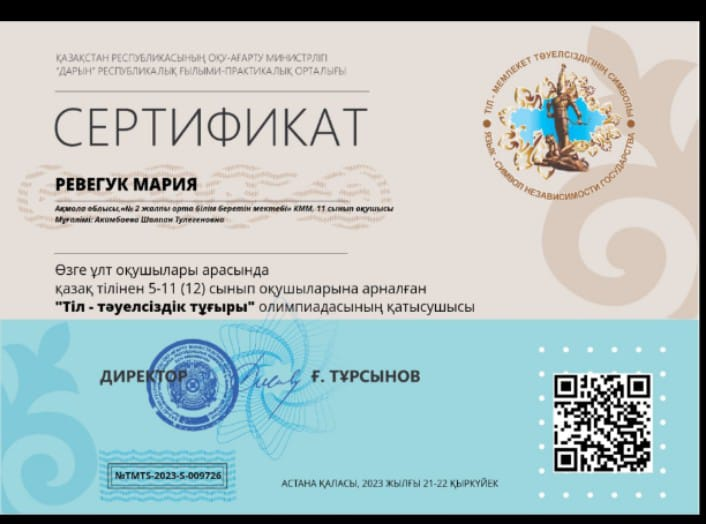 ҚАЗАҚСТАН РЕСПУБЛИКАСЫНЫҢ ОҚУ-АҒАРТУ МИНИСТРЛІГІ
"ДАРЫН" РЕСПУБЛИКАЛЫҚ ҒЫЛЫМИ-ПРАКТИКАЛЫҚ ОРТАЛЫҒЫ
ТІЛ - МЕМЛЕКЕТ ТӘУЕЛСІЗДІГІНІҢ СИМВОЛЫ
ЯЗЫК - СИМВОЛ НЕЗАВИСИМОСТИ ГОСУДАРСТВА
СЕРТИФИКАТ
РЕВЕГУК МАРИЯ
Ақмола облысы,«№ 2 жалпы орта білім беретін мектебі» КММ, 11 сынып оқушысы
Мұғалімі: Акимбаева Шолпан Тулегеновна
Өзге ұлт оқушылары арасында
қазақ тілінен 5-11 (12) сынып оқушыларына арналған
"Тіл - тәуелсіздік тұғыры" олимпиадасының қатысушысы
ДИРЕКТОР Ғ. ТҰРСЫНОВ
№TMTS-2023-S-009726
АСТАНА ҚАЛАСЫ, 2023 ЖЫЛҒЫ 21-22 ҚЫРКҮЙЕК